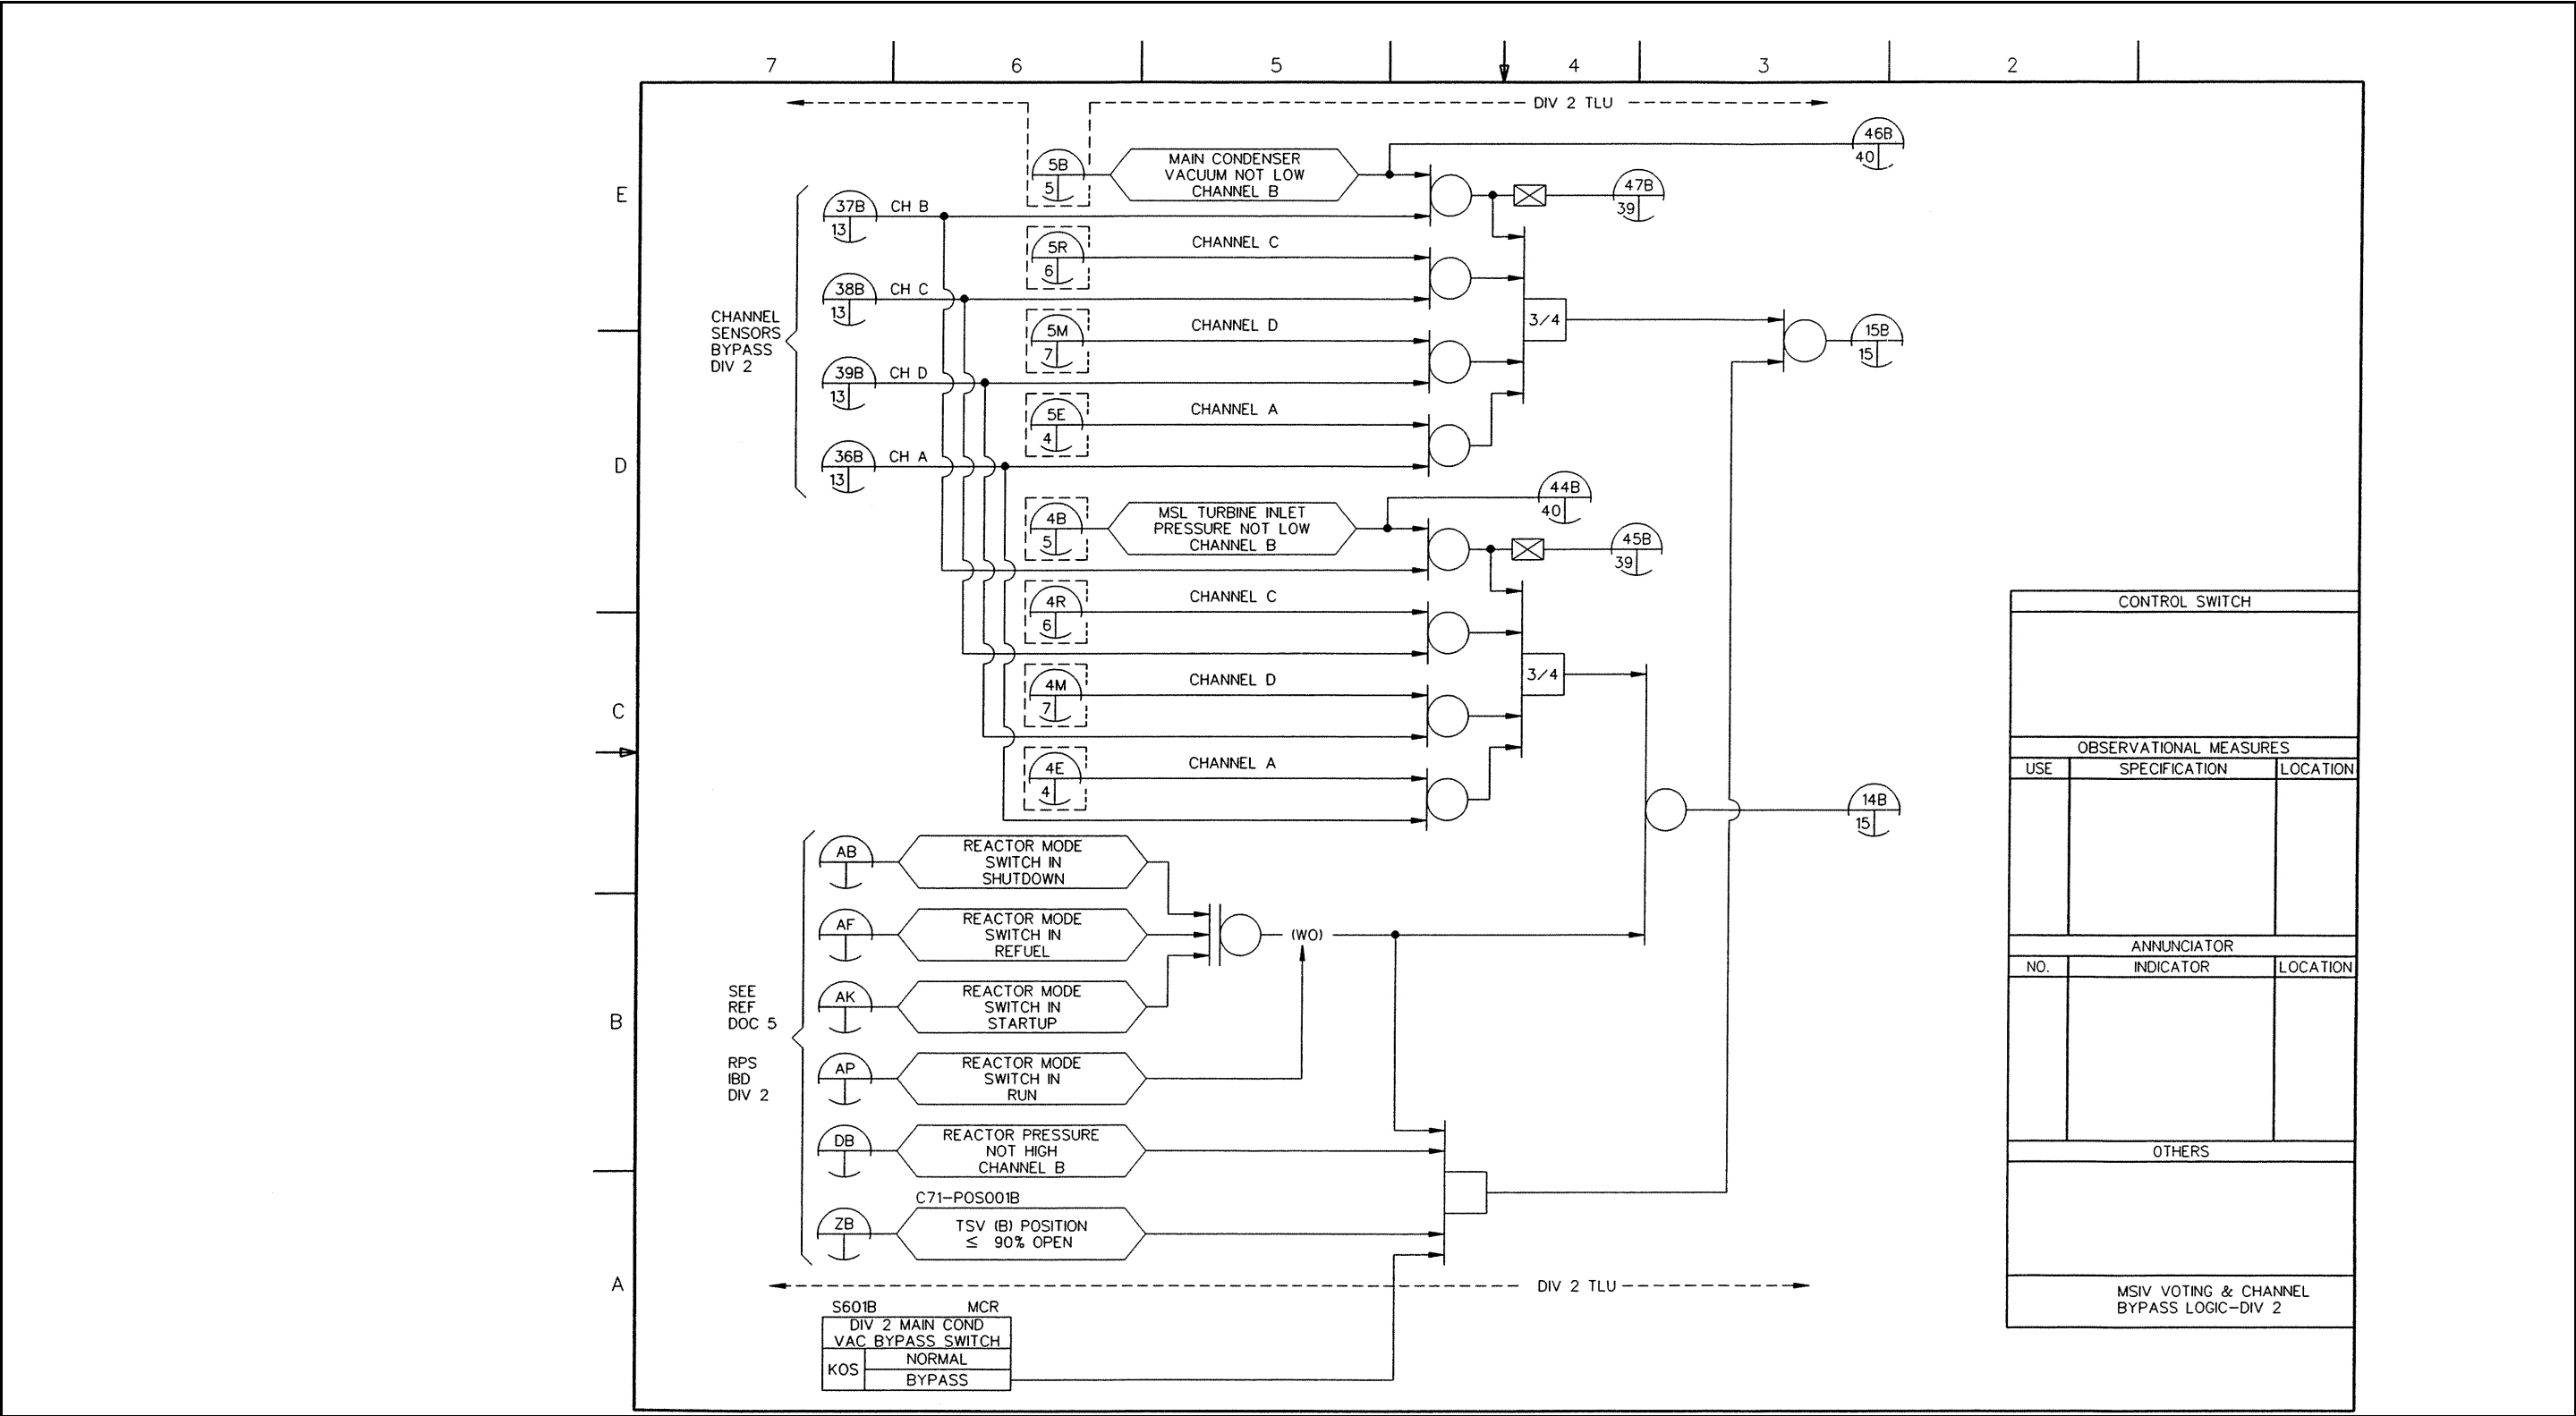 7 6 5 4 3 2
DIV 2 TLU
E
D
C
B
A
46B
40
5B
5
MAIN CONDENSER
VACUUM NOT LOW
CHANNEL B
47B
39
37B
13
CH B
5R
6
CHANNEL C
38B
13
CH C
CHANNEL
SENSORS
BYPASS
DIV 2
5M
7
CHANNEL D
3/4
15B
15
39B
13
CH D
5E
4
CHANNEL A
36B
13
CH A
44B
40
4B
5
MSL TURBINE INLET
PRESSURE NOT LOW
CHANNEL B
45B
39
4R
6
CHANNEL C
4M
7
CHANNEL D
3/4
4E
4
CHANNEL A
14B
15
AB
REACTOR MODE
SWITCH IN
SHUTDOWN
AF
REACTOR MODE
SWITCH IN
REFUEL
(WO)
AK
REACTOR MODE
SWITCH IN
STARTUP
SEE
REF
DOC 5
RPS
IBD
DIV 2
AP
REACTOR MODE
SWITCH IN
RUN
DB
REACTOR PRESSURE
NOT HIGH
CHANNEL B
C71-POS001B
ZB
TSV (B) POSITION
≤ 90% OPEN
DIV 2 TLU
S601B MCR
DIV 2 MAIN COND
VAC BYPASS SWITCH
KOS
NORMAL
BYPASS
CONTROL SWITCH
OBSERVATIONAL MEASURES
USE SPECIFICATION LOCATION
ANNUNCIATOR
NO. INDICATOR LOCATION
OTHERS
MSIV VOTING & CHANNEL
BYPASS LOGIC-DIV 2